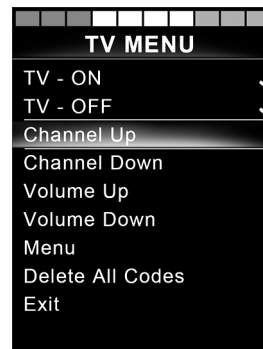 TV MENU
TV - ON
TV - OFF
Channel Up
Channel Down
Volume Up
Volume Down
Menu
Delete All Codes
Exit